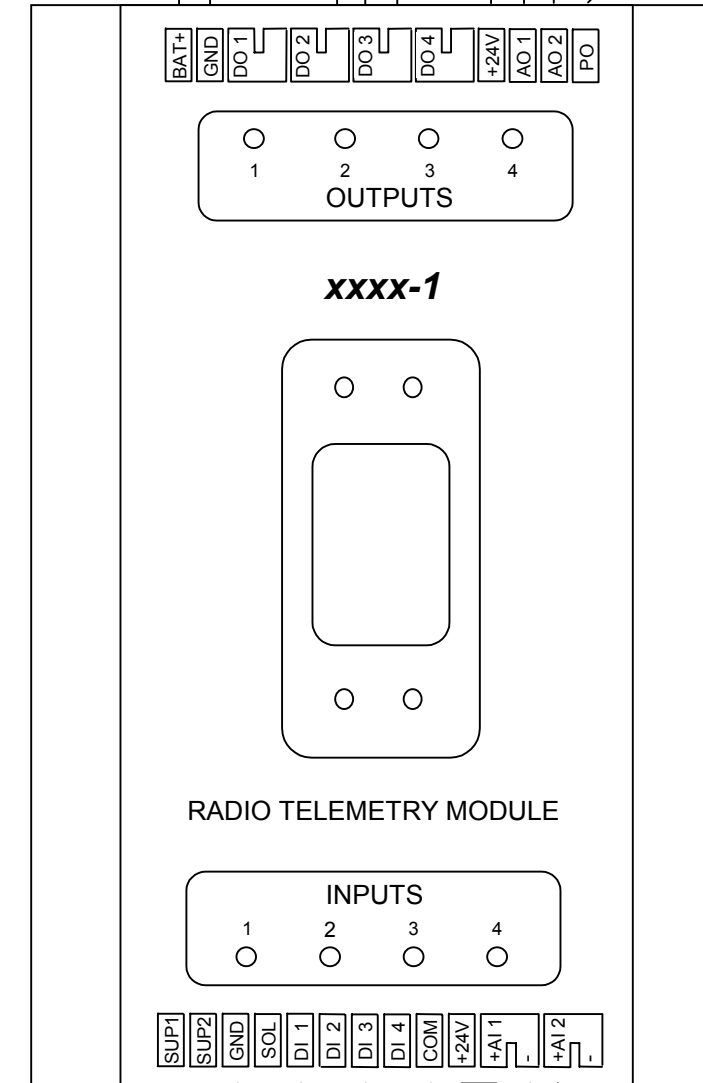 BAT+ GND DO 1 DO 2 DO 3 DO 4 +24V AO 1 AO 2 PO
1 2 3 4
OUTPUTS
xxxx-1
RADIO TELEMETRY MODULE
INPUTS
1 2 3 4
SUP1 SUP2 GND SOL DI 1 DI 2 DI 3 DI 4 COM +24V +AI 1 - +AI 2 -